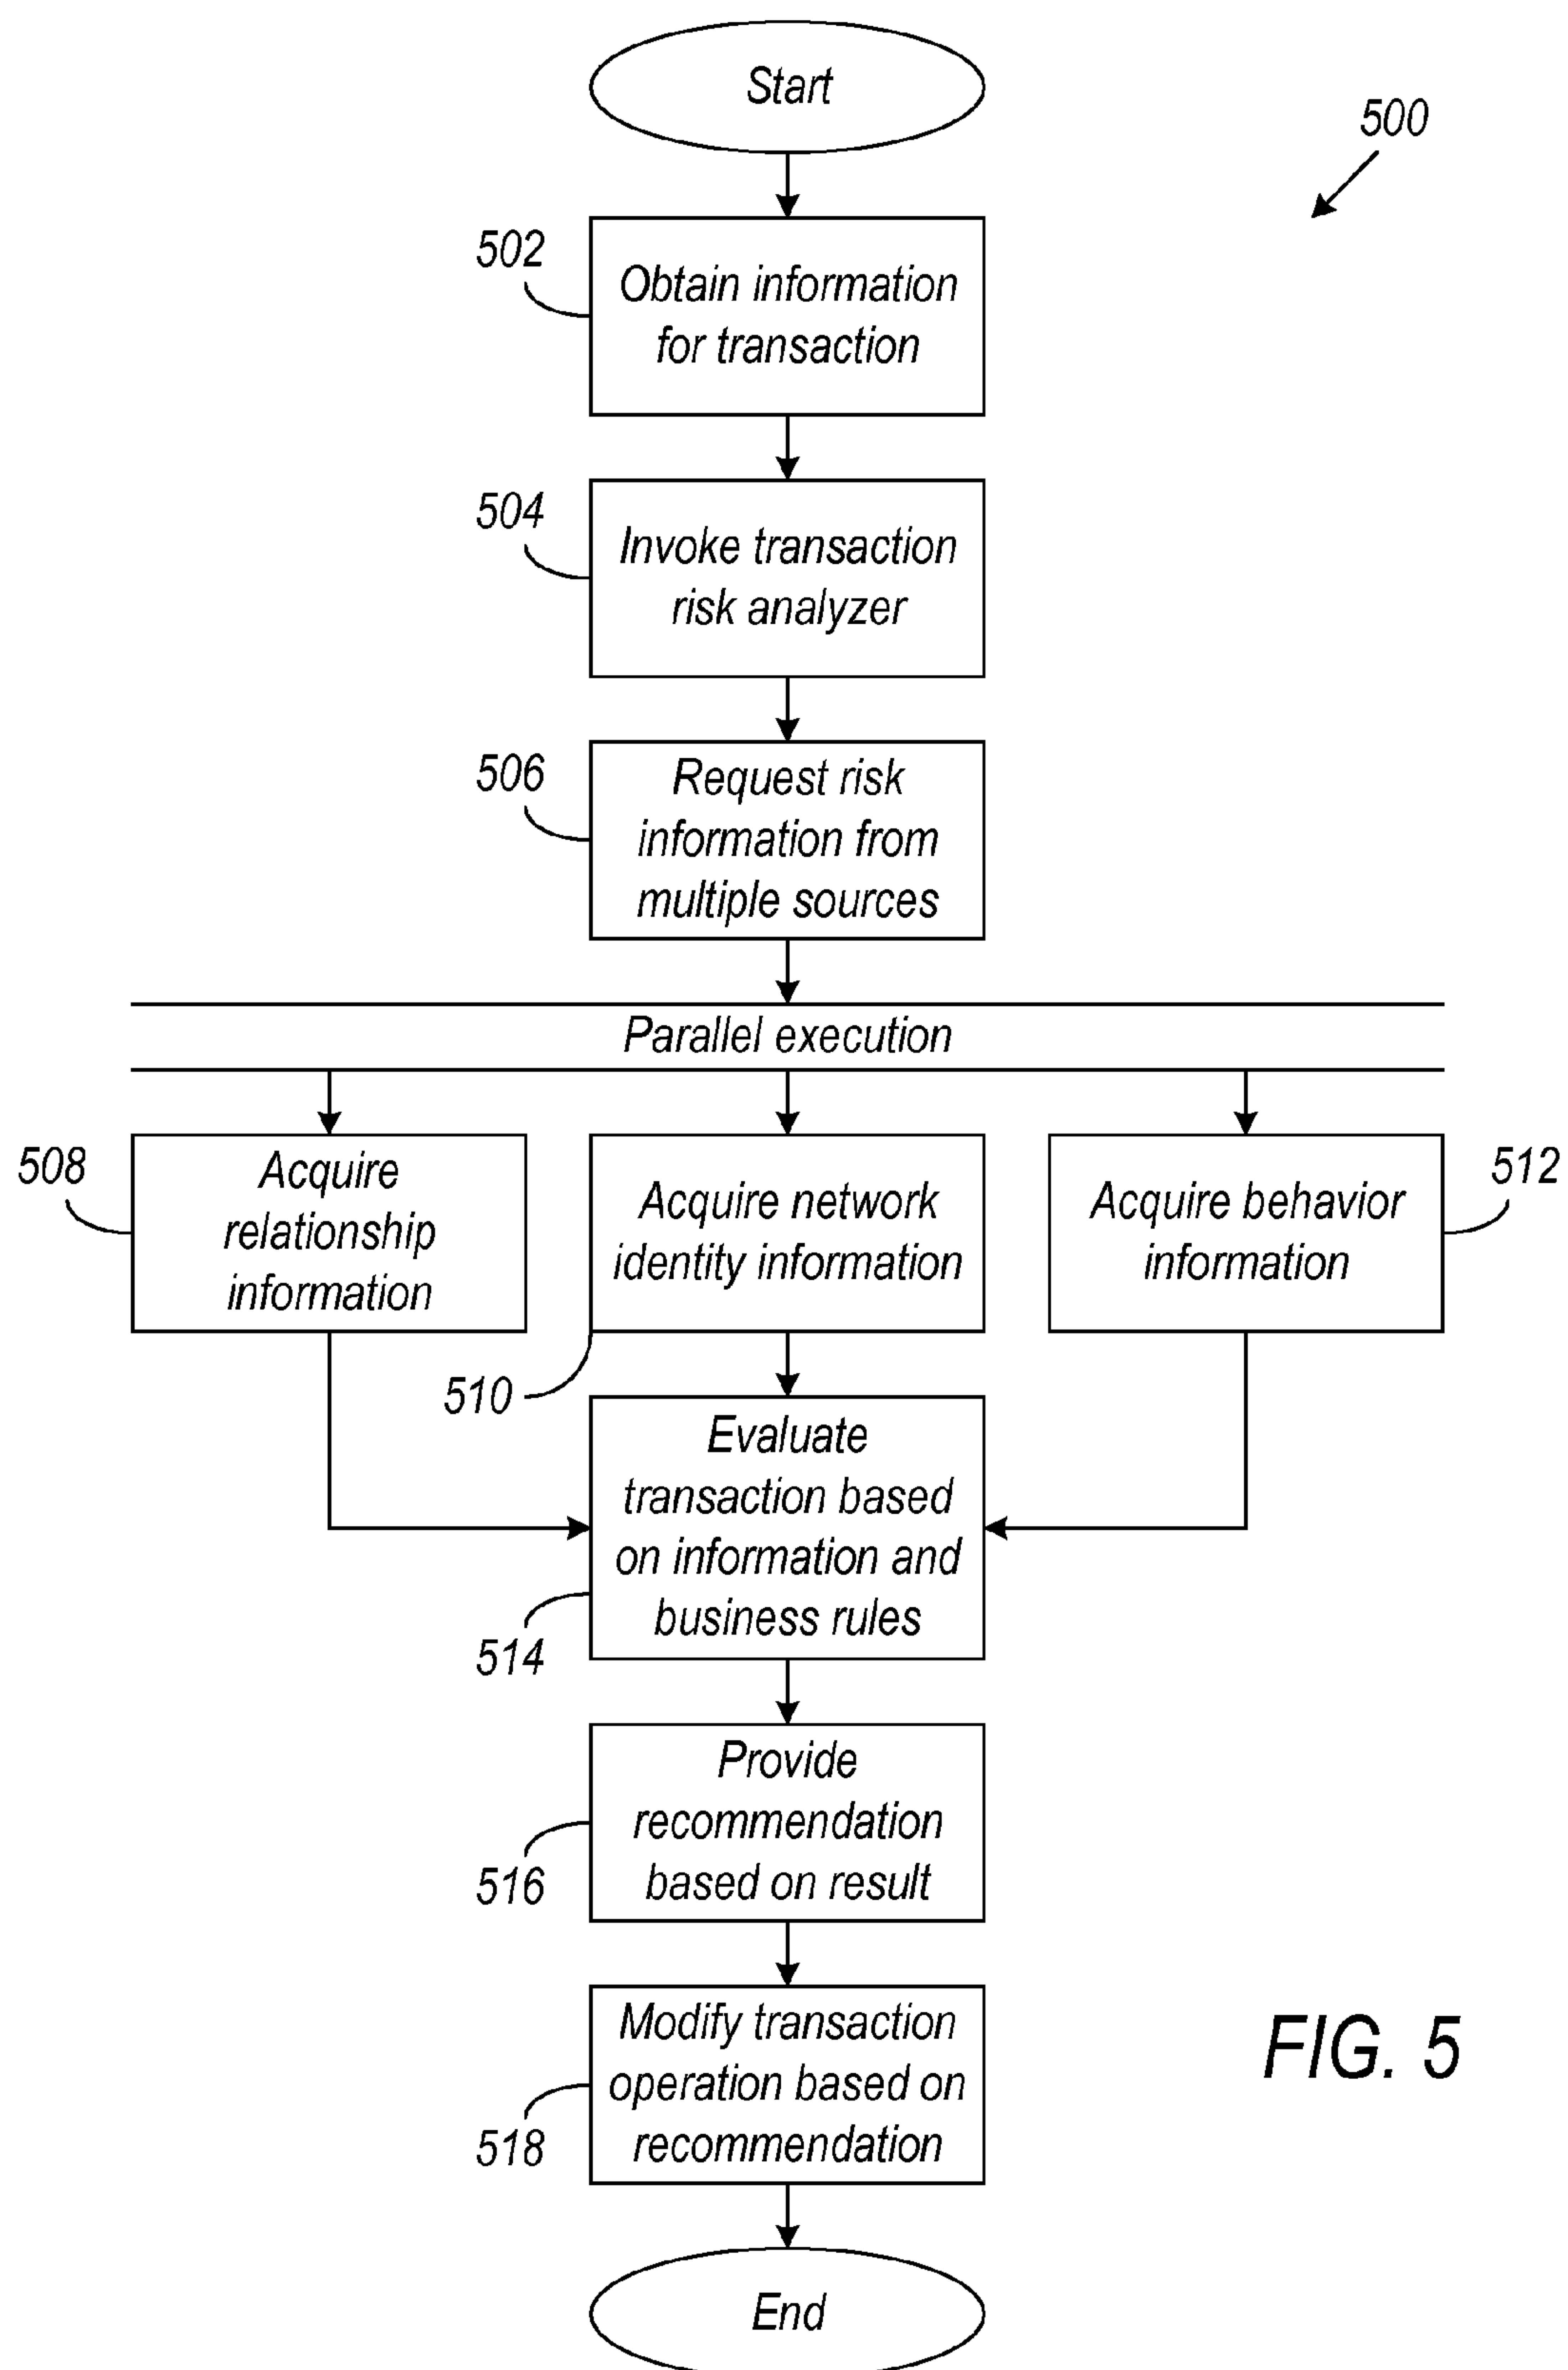 Start
500
502
Obtain information
for transaction
504
Invoke transaction
risk analyzer
506
Request risk
information from
multiple sources
Parallel execution
508
Acquire
relationship
information
Acquire network
identity information
510
Acquire behavior
information
512
Evaluate
transaction based
on information and
business rules
514
Provide
recommendation
based on result
516
Modify transaction
operation based on
recommendation
518
FIG. 5
End